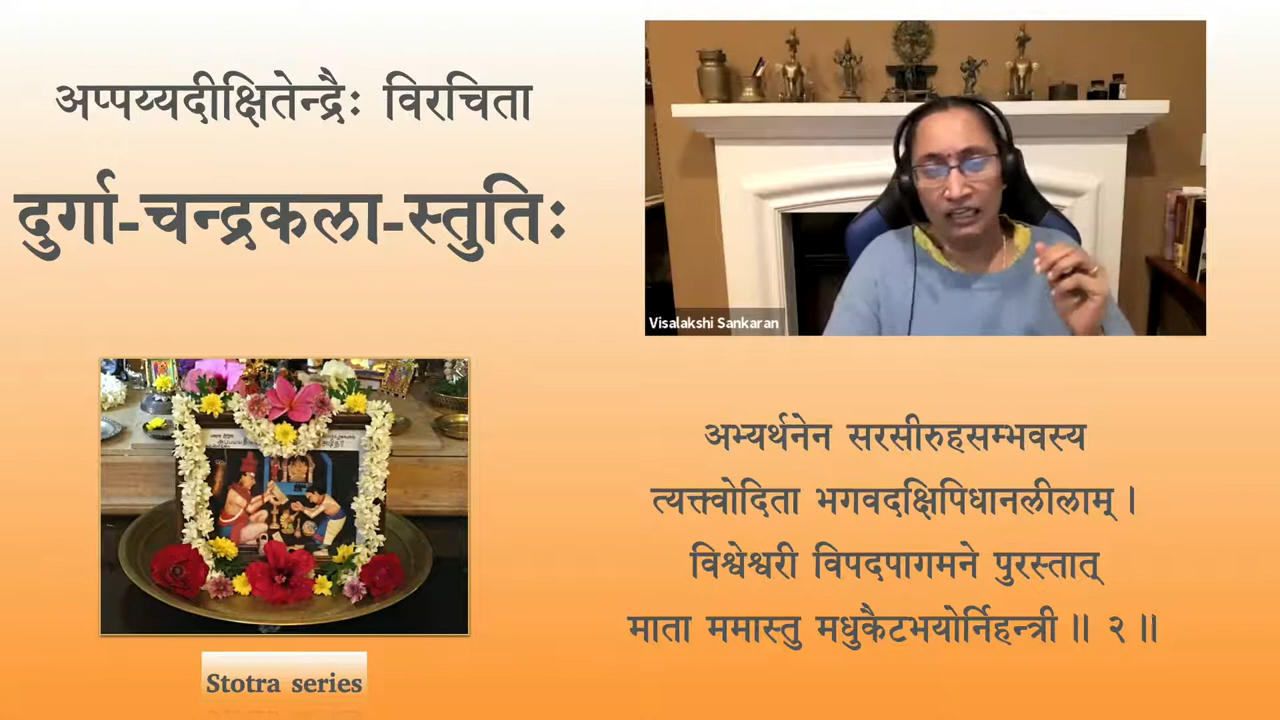 अप्पय्यदीक्षितेन्द्रैः विरचिता
दुर्गा-चन्द्रकला-स्तुतिः
Visalakshi Sankaran
अभ्यर्थनेन सरसीरुहसम्भवस्य
त्यक्त्वोदिता भगवदक्षिपिधानलीलाम् ।
विश्वेश्वरी विपदपागमने पुरस्तात्
माता ममास्तु मधुकैटभयोर्निहन्त्री ॥ २ ॥
Stotra series